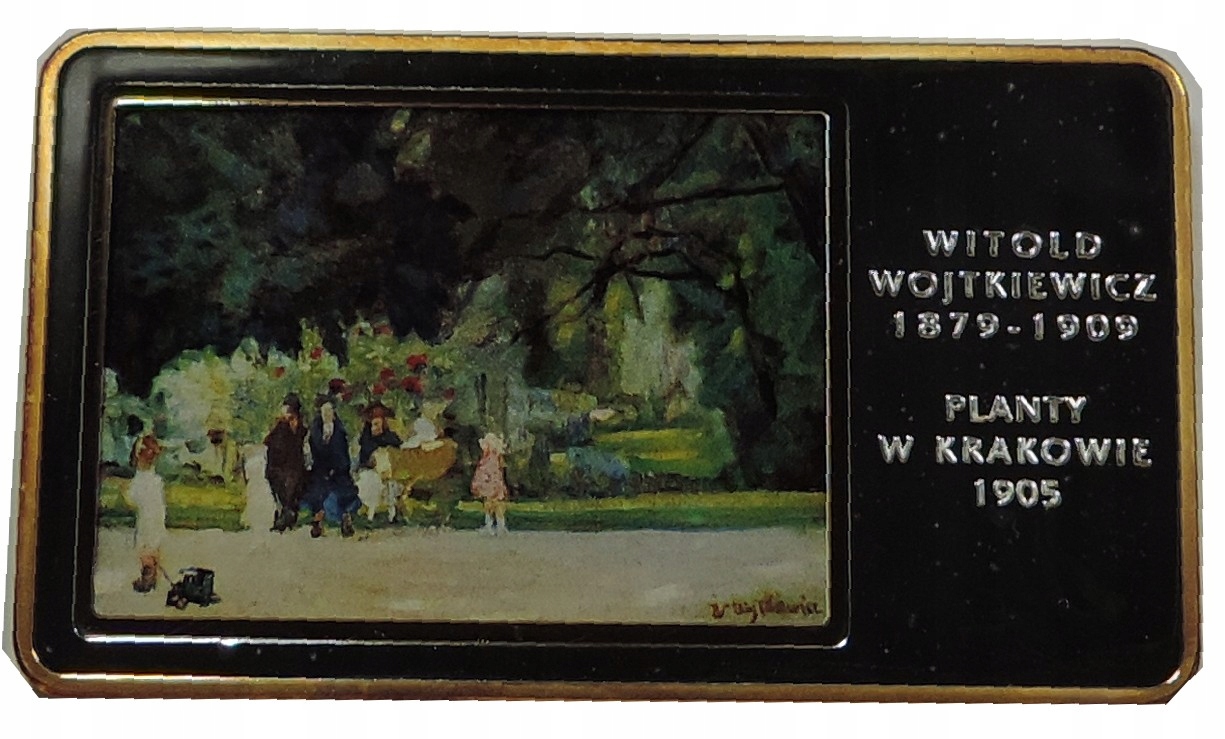 WITOLD
WOJTKIEWICZ
1879-1909
PLANTY
W KRAKOWIE
1905